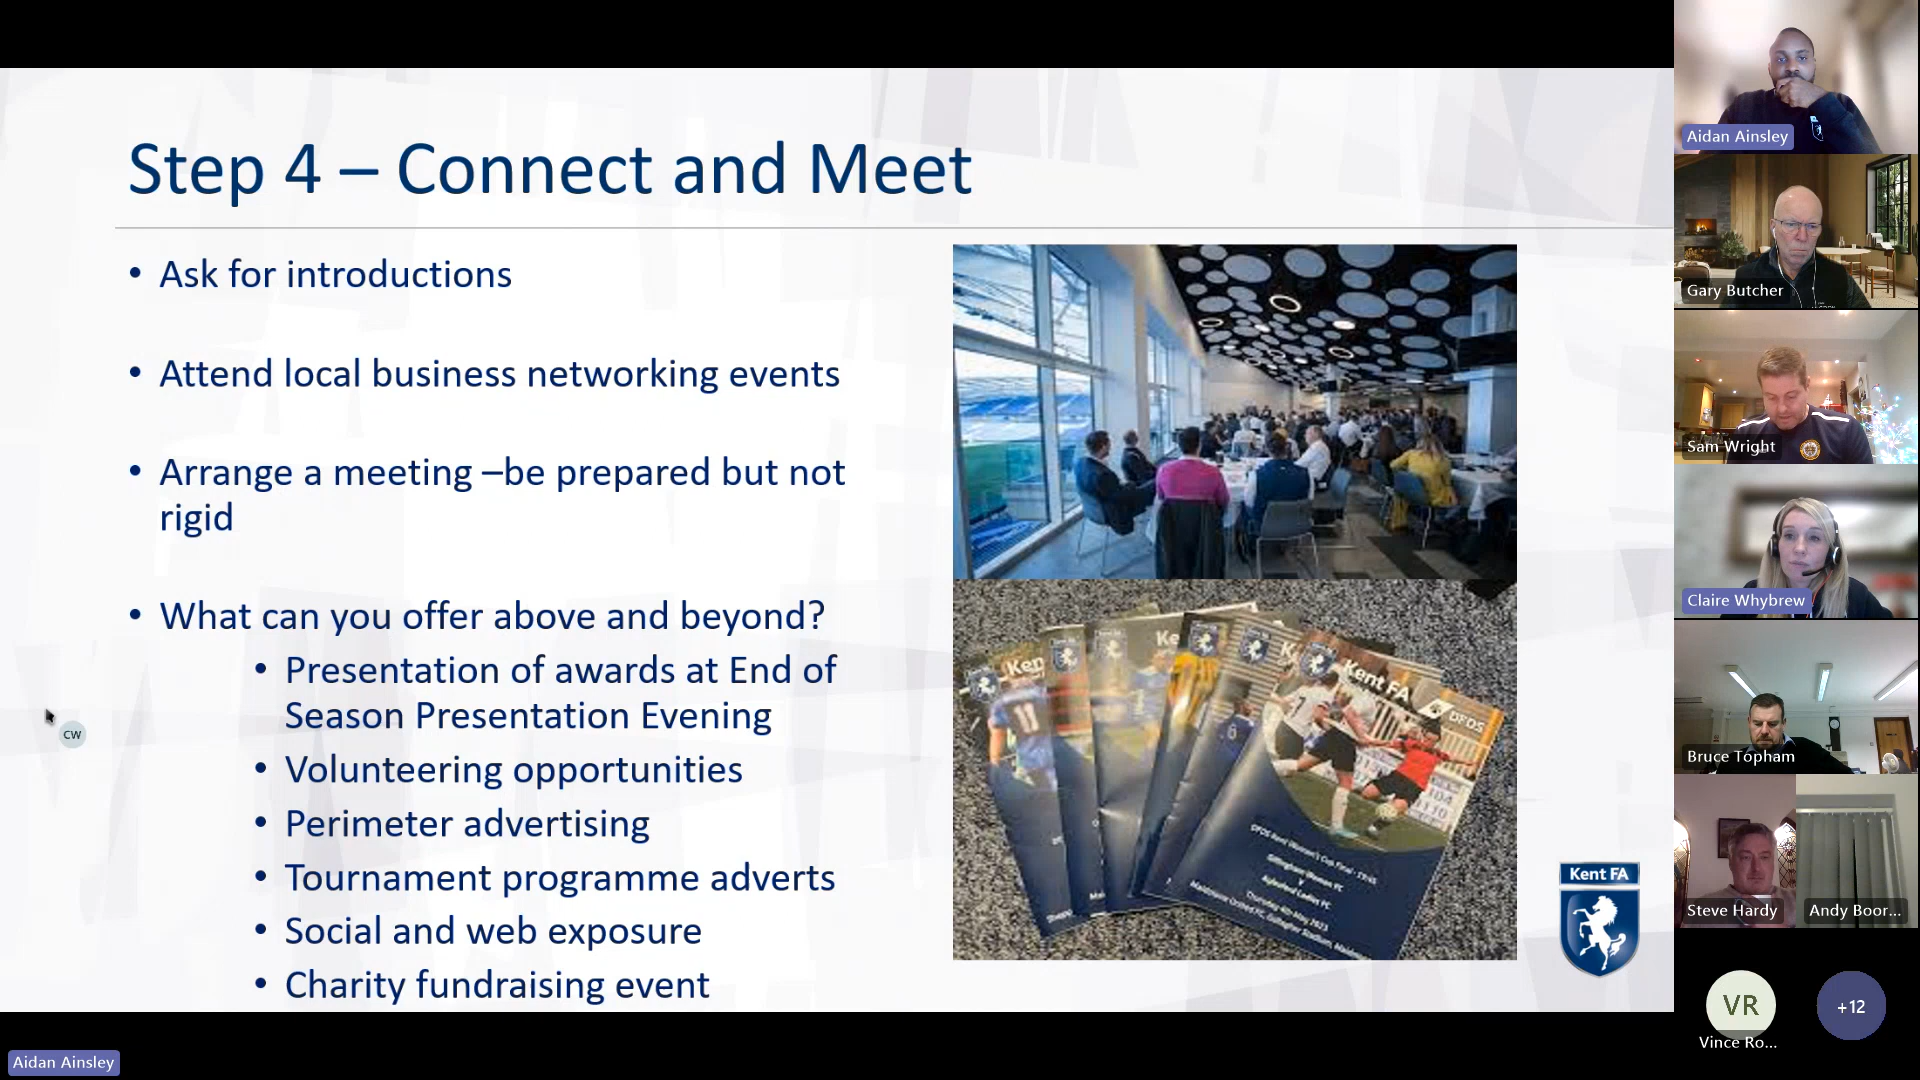 Step 4 – Connect and Meet
• Ask for introductions
• Attend local business networking events
• Arrange a meeting –be prepared but not
rigid
• What can you offer above and beyond?
• Presentation of awards at End of
Season Presentation Evening
• Volunteering opportunities
• Perimeter advertising
• Tournament programme adverts
• Social and web exposure
• Charity fundraising event
CW
Kent FA
DFDS
Kent FA
Aidan Ainsley
Gary Butcher
Sam Wright
Claire Whybrew
Bruce Topham
Steve Hardy
Andy Boor...
VR
+12
Vince Ro...
Aidan Ainsley